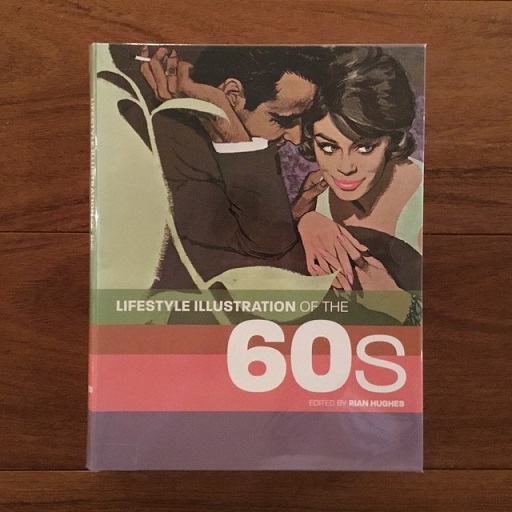 LIFESTYLE ILLUSTRATION OF THE
60S
EDITED BY RIAN HUGHES